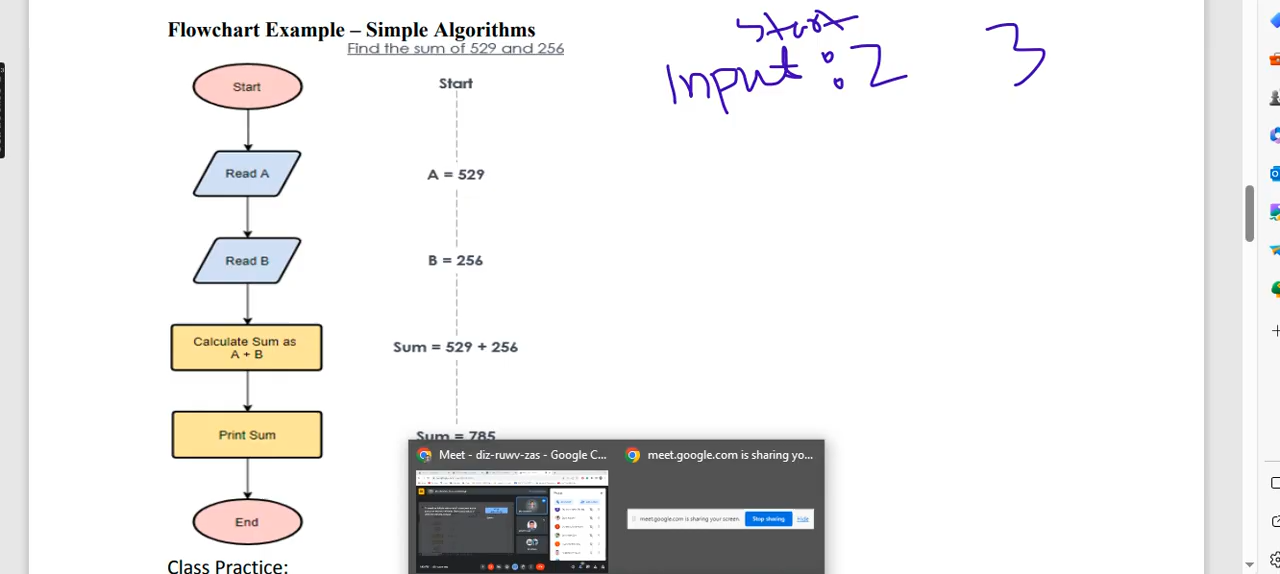 Flowchart Example – Simple Algorithms
Find the sum of 529 and 256
start
Input : 2 3
Start
Start
Read A
A = 529
Read B
B = 256
Calculate Sum as
A + B
Sum = 529 + 256
Print Sum
Sum = 785
Meet - diz-ruwv-zas - Google C...
meet.google.com is sharing yo...
meet.google.com is sharing your screen.
Stop sharing
Hide
End
Class Practice: